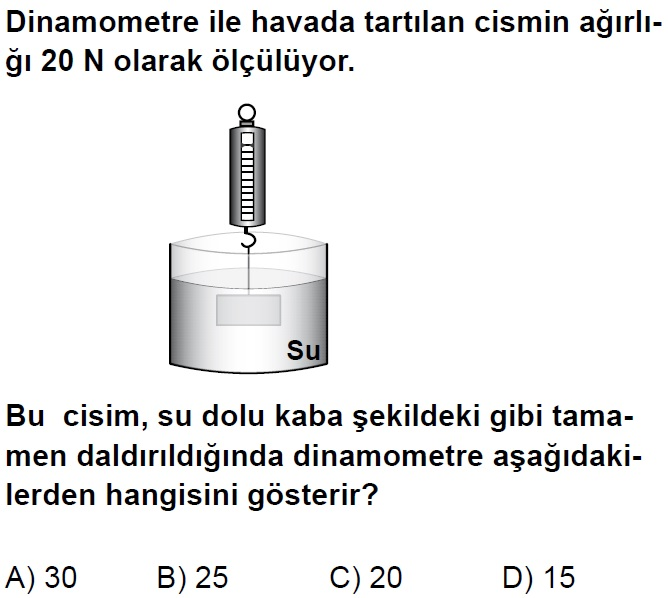 Dinamometre ile havada tartılan cismin ağırlı-
ğı 20 N olarak ölçülüyor.
Su
Bu cisim, su dolu kaba şekildeki gibi tama-
men daldırıldığında dinamometre aşağıdaki-
lerden hangisini gösterir?
A) 30 B) 25 C) 20 D) 15